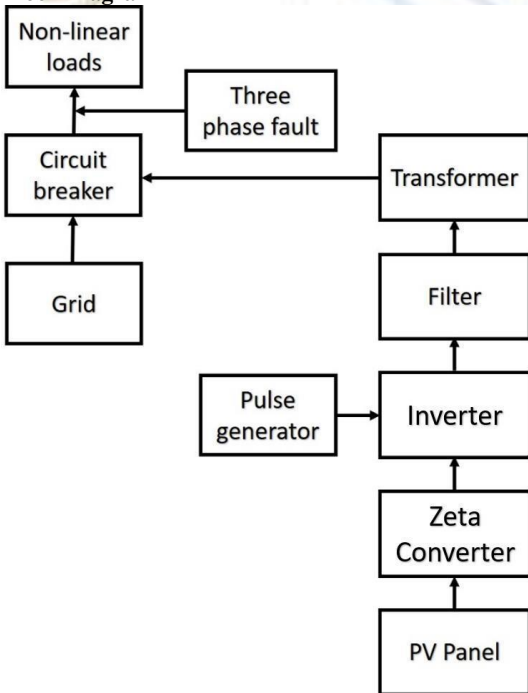 Non-linear
loads
Three
phase fault
Circuit
breaker
Transformer
Grid
Filter
Pulse
generator
Inverter
Zeta
Converter
PV Panel